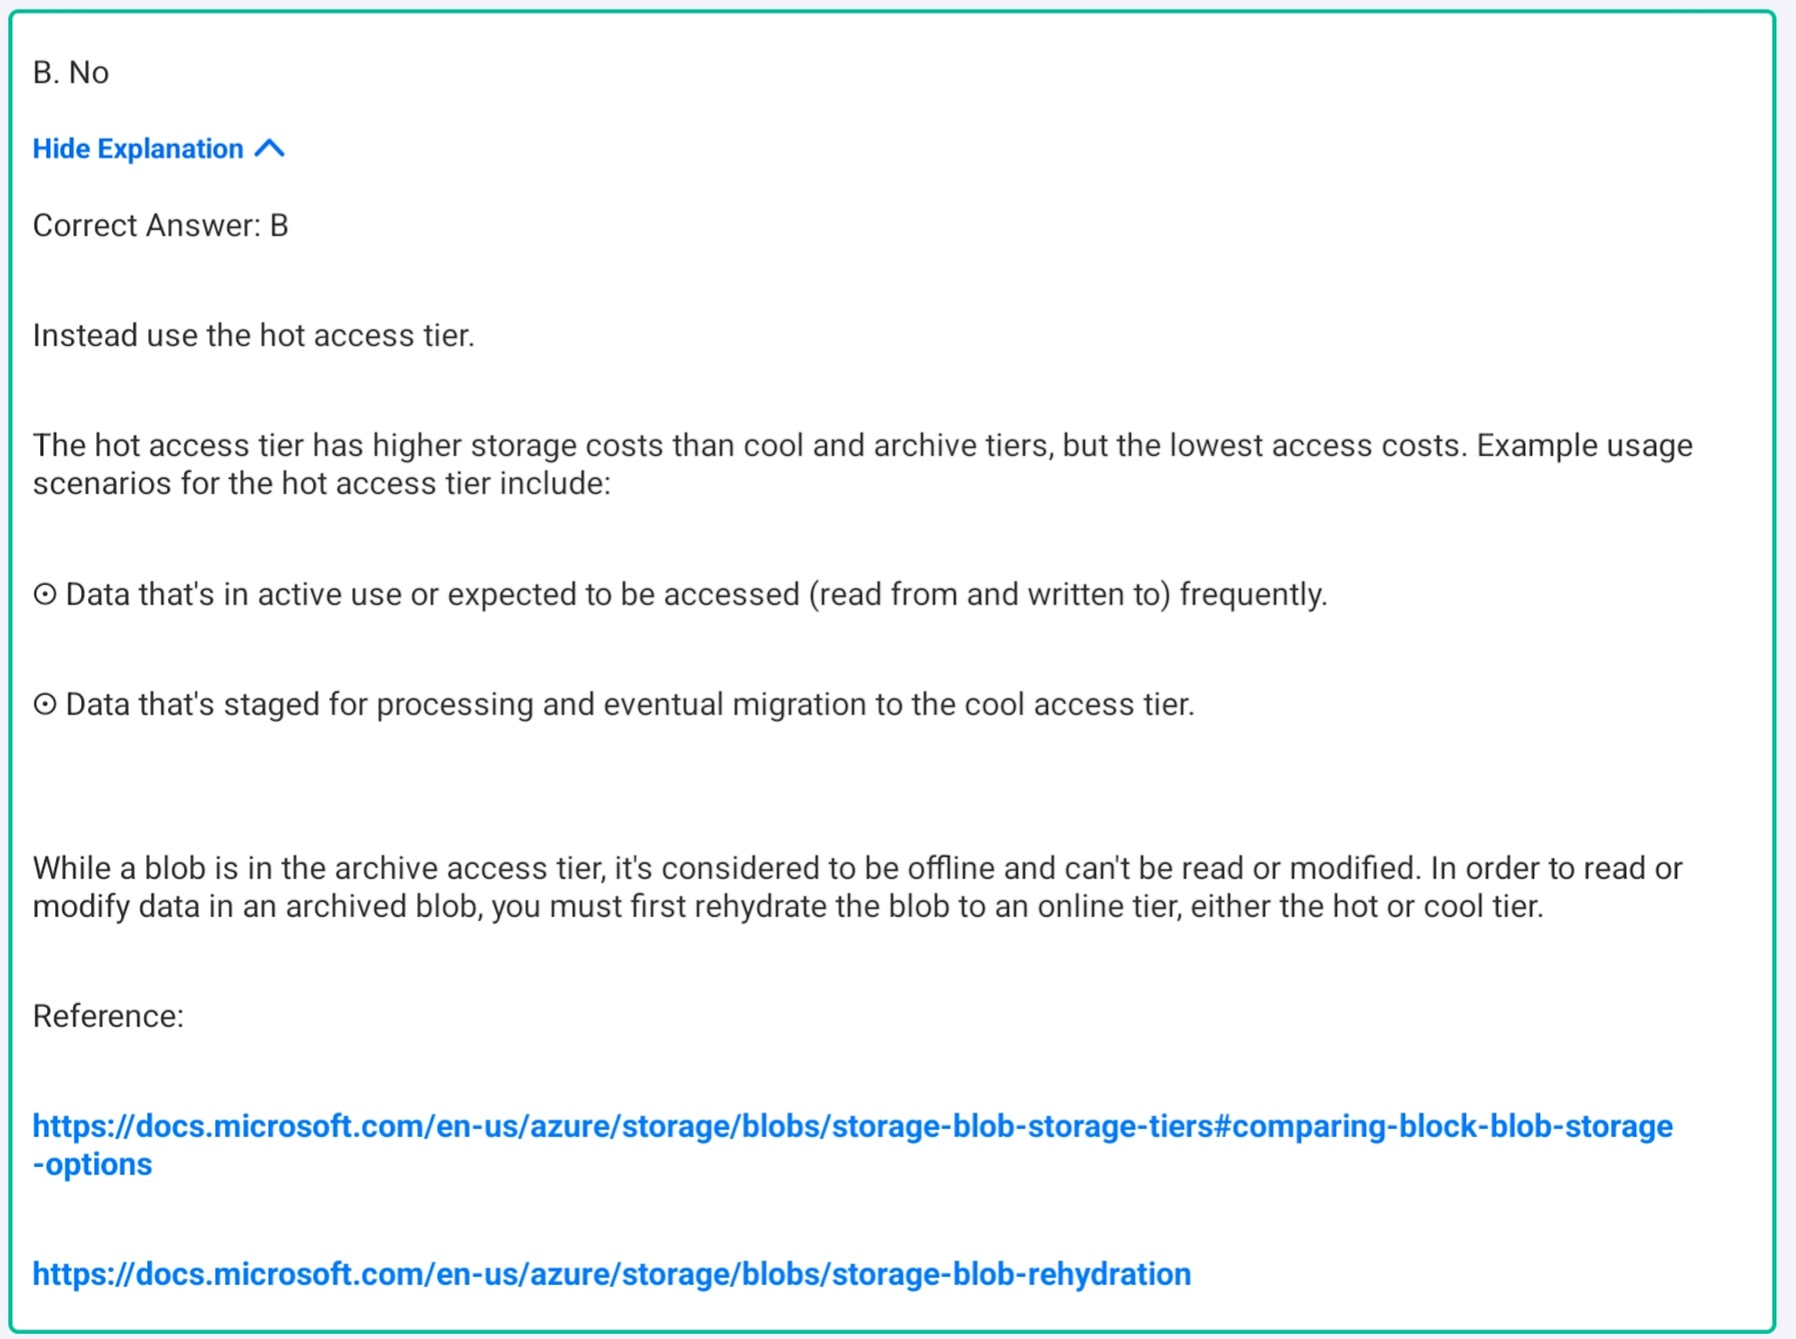 B. No
Hide Explanation
Correct Answer: B
Instead use the hot access tier.
The hot access tier has higher storage costs than cool and archive tiers, but the lowest access costs. Example usage
scenarios for the hot access tier include:
⊙ Data that's in active use or expected to be accessed (read from and written to) frequently.
⊙ Data that's staged for processing and eventual migration to the cool access tier.
While a blob is in the archive access tier, it's considered to be offline and can't be read or modified. In order to read or
modify data in an archived blob, you must first rehydrate the blob to an online tier, either the hot or cool tier.
Reference:
https://docs.microsoft.com/en-us/azure/storage/blobs/storage-blob-storage-tiers#comparing-block-blob-storage
-options
https://docs.microsoft.com/en-us/azure/storage/blobs/storage-blob-rehydration